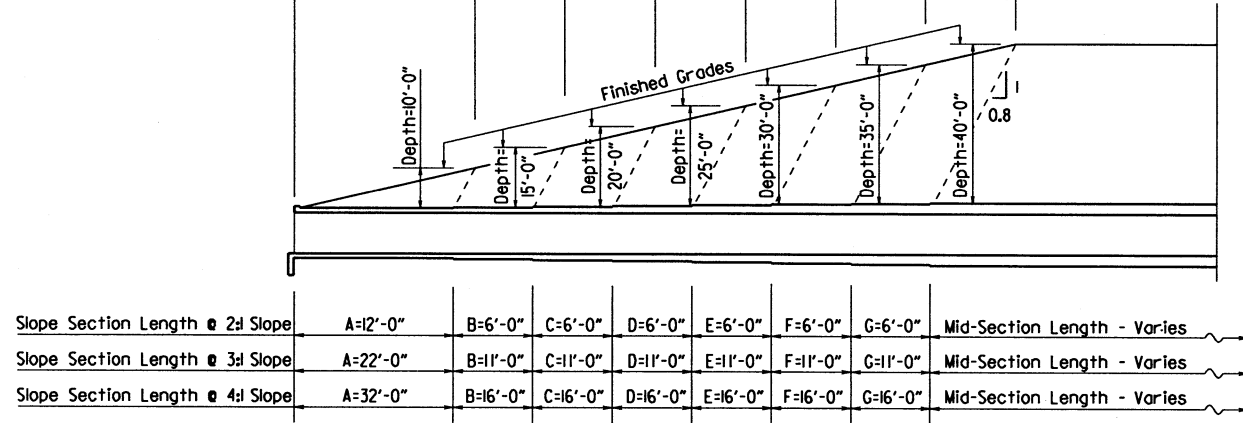 Finished Grades
Depth=10'-0"
Depth=
15'-0"
Depth=
20'-0"
Depth=
25'-0"
Depth=30'-0"
Depth=35'-0"
Depth=40'-0"
1
0.8
Slope Section Length @ 2:1 Slope A=12'-0" B=6'-0" C=6'-0" D=6'-0" E=6'-0" F=6'-0" G=6'-0" Mid-Section Length - Varies
Slope Section Length @ 3:1 Slope A=22'-0" B=11'-0" C=11'-0" D=11'-0" E=11'-0" F=11'-0" G=11'-0" Mid-Section Length - Varies
Slope Section Length @ 4:1 Slope A=32'-0" B=16'-0" C=16'-0" D=16'-0" E=16'-0" F=16'-0" G=16'-0" Mid-Section Length - Varies